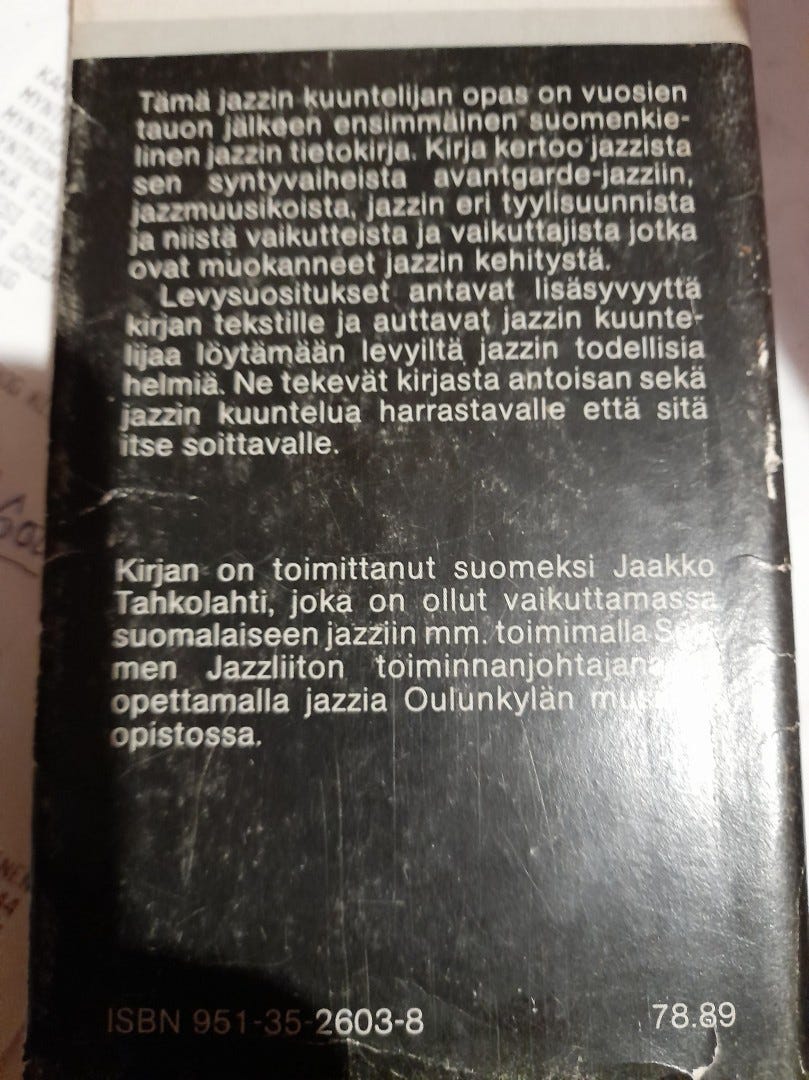 Tämä jazzin kuuntelijan opas on vuosien
tauon jälkeen ensimmäinen suomenkie-
linen jazzin tietokirja. Kirja kertoo jazzista
sen syntyvaiheista avantgarde-jazziin,
jazzmuusikoista, jazzin eri tyylisuunnista
ja niistä vaikutteista ja vaikuttajista jotka
ovat muokanneet jazzin kehitystä.
Levysuositukset antavat lisäsyvyyttä
kirjan tekstille ja auttavat jazzin kuunte-
lijaa löytämään levyiltä jazzin todellisia
helmiä. Ne tekevät kirjasta antoisan sekä
jazzin kuuntelua harrastavalle että sitä
itse soittavalle.
Kirjan on toimittanut suomeksi Jaakko
Tahkolahti, joka on ollut vaikuttamassa
suomalaiseen jazziin mm. toimimalla
men Jazzliiton toiminnanjohtajana
opettamalla jazzia Oulunkylän
opistossa.
ISBN 951-35-2603-8
78.89